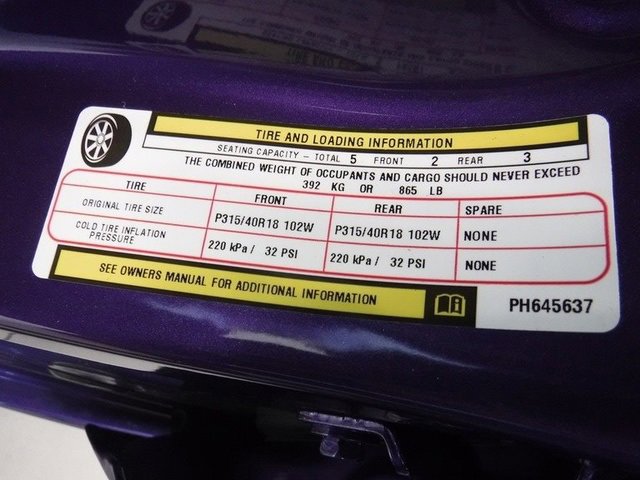 TIRE AND LOADING INFORMATION
SEATING CAPACITY – TOTAL 5 FRONT 2 REAR 3
THE COMBINED WEIGHT OF OCCUPANTS AND CARGO SHOULD NEVER EXCEED
392 KG OR 865 LB
TIRE FRONT REAR SPARE
ORIGINAL TIRE SIZE P315/40R18 102W P315/40R18 102W NONE
COLD TIRE INFLATION
PRESSURE 220 kPa / 32 PSI 220 kPa / 32 PSI NONE
SEE OWNERS MANUAL FOR ADDITIONAL INFORMATION
PH645637